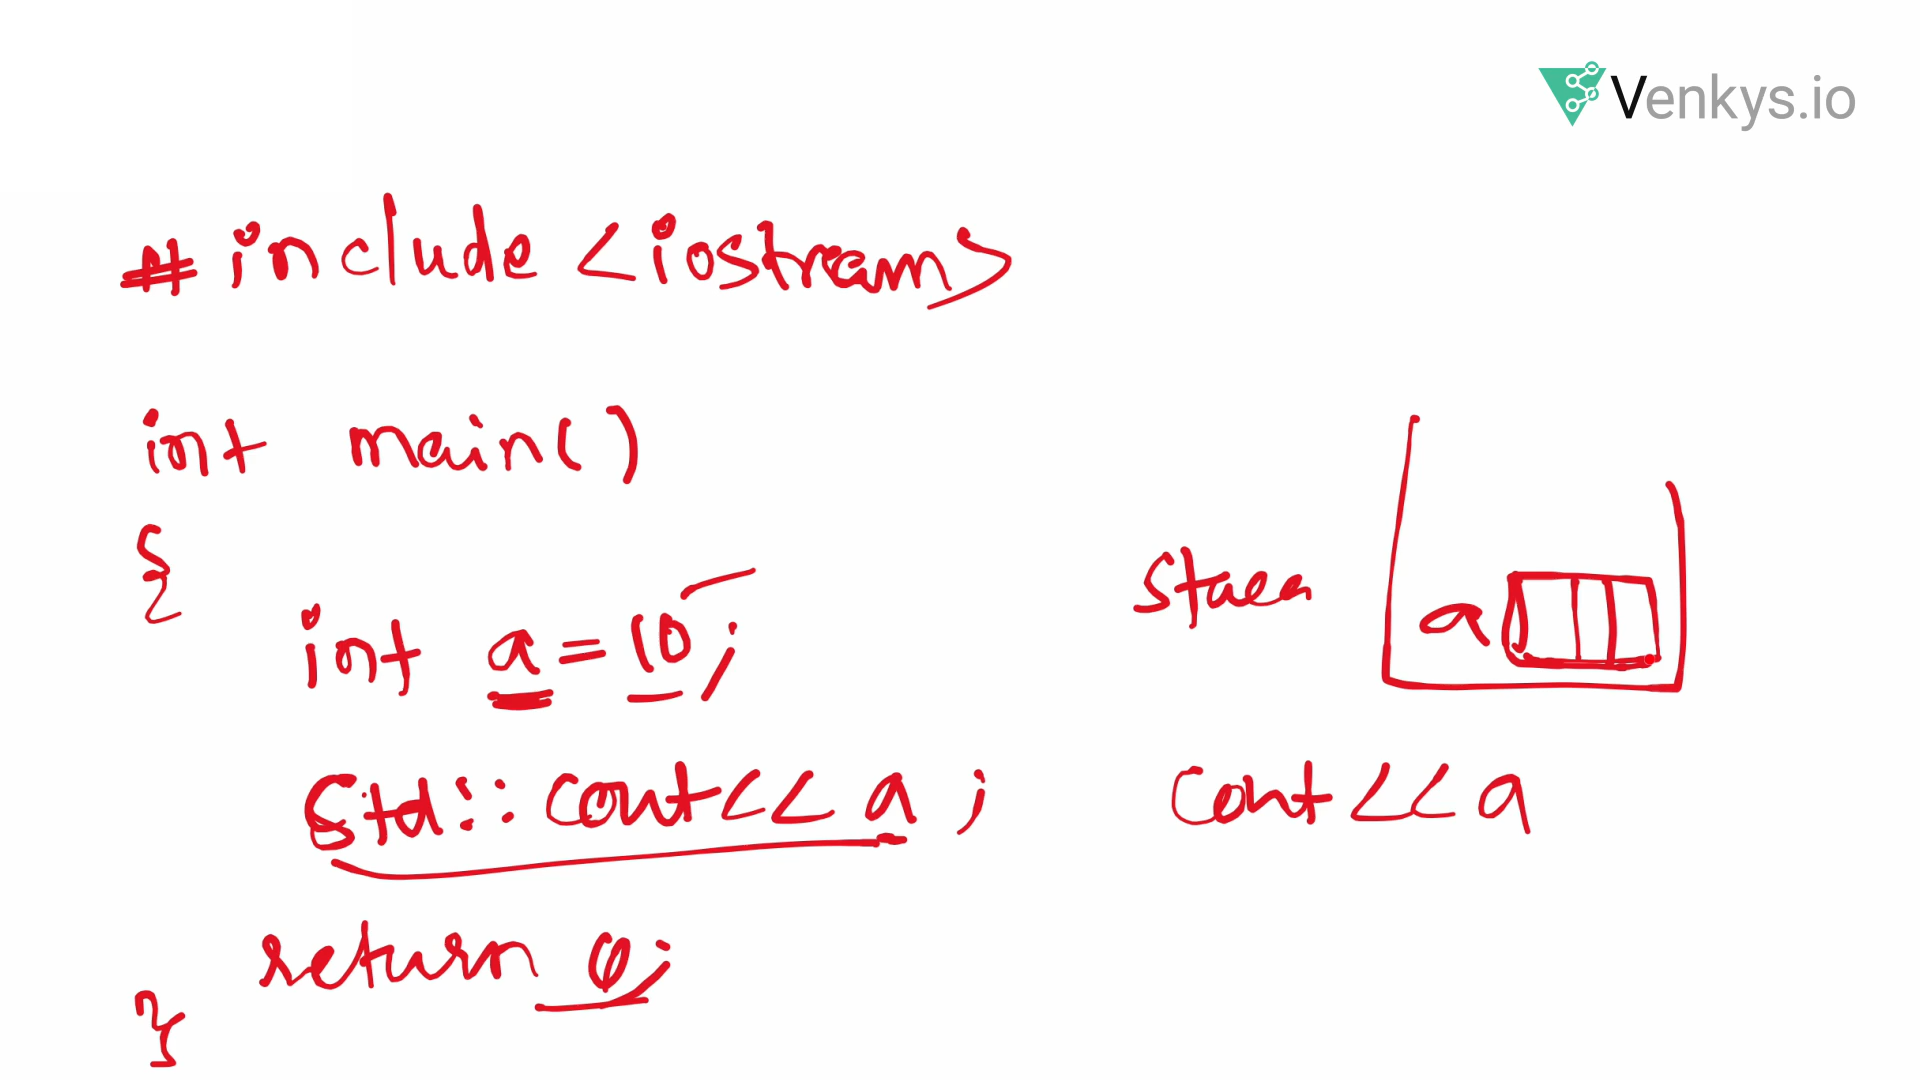 Venkys.io
#include <iostream>
int main()
{
int a=10;
Std::cout<<a;
return 0;
}
Stack
cout<<a
a